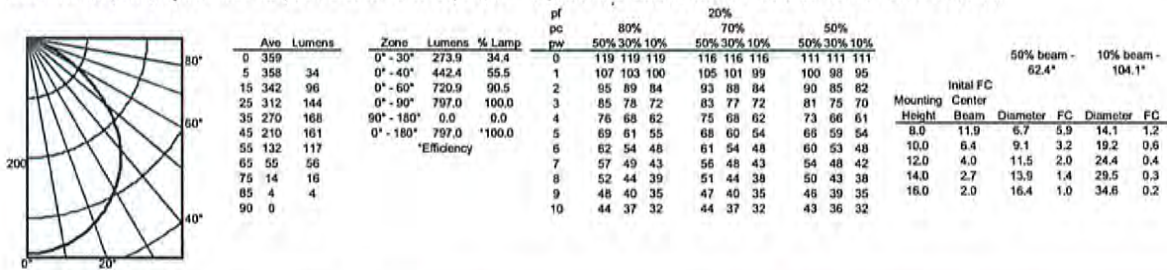 80°
60°
200
40°
0° 20°
Ave Lumens
0 359
5 358 34
15 342 96
25 312 144
35 270 168
45 210 161
55 132 117
65 55 56
75 14 16
85 4 4
90 0
Zone Lumens % Lamp
0° - 30° 273.9 34.4
0° - 40° 442.4 55.5
0° - 60° 720.9 90.5
0° - 90° 797.0 100.0
90° - 180° 0.0 0.0
0° - 180° 797.0 *100.0
*Efficiency
pf 20%
pc 80% 70% 50%
pw 50% 30% 10% 50% 30% 10% 50% 30% 10%
0 119 119 119 116 116 116 111 111 111
1 107 103 100 105 101 99 100 98 95
2 95 89 84 93 88 84 90 85 82
3 85 78 72 83 77 72 81 75 70
4 76 68 62 75 68 62 73 66 61
5 69 61 55 68 60 54 66 59 54
6 62 54 48 61 54 48 60 53 48
7 57 49 43 56 48 43 54 48 42
8 52 44 39 51 44 38 50 43 38
9 48 40 35 47 40 35 46 39 35
10 44 37 32 44 37 32 43 36 32
50% beam - 10% beam -
62.4° 104.1°
Inital FC
Mounting Center
Height Beam Diameter FC Diameter FC
8.0 11.9 6.7 5.9 14.1 1.2
10.0 6.4 9.1 3.2 19.2 0.6
12.0 4.0 11.5 2.0 24.4 0.4
14.0 2.7 13.9 1.4 29.5 0.3
16.0 2.0 16.4 1.0 34.6 0.2